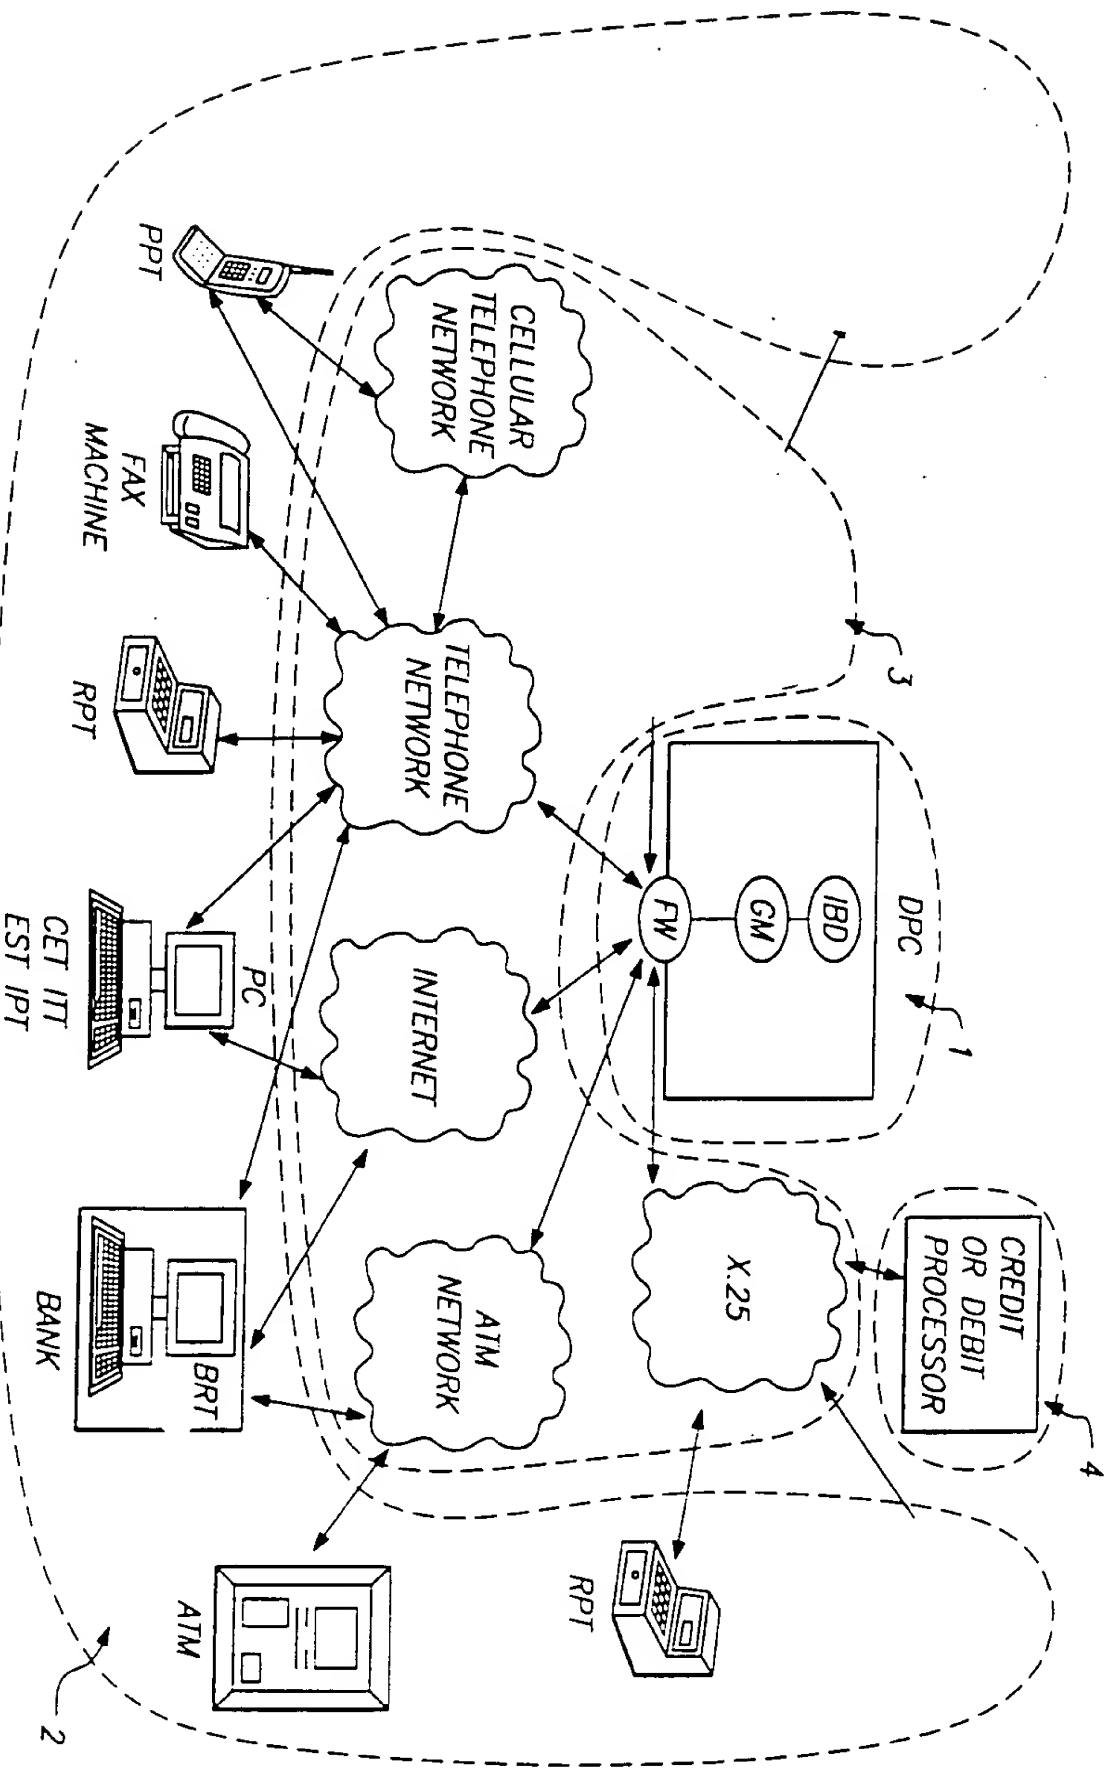 4
CREDIT
OR DEBIT
PROCESSOR
1
DPC
3
IBD
GM
FW
X.25
RPT
CELLULAR
TELEPHONE
NETWORK
TELEPHONE
NETWORK
INTERNET
ATM
NETWORK
PPT
FAX
MACHINE
RPT
PC
CET ITT
EST IPT
BRT
BANK
ATM
2